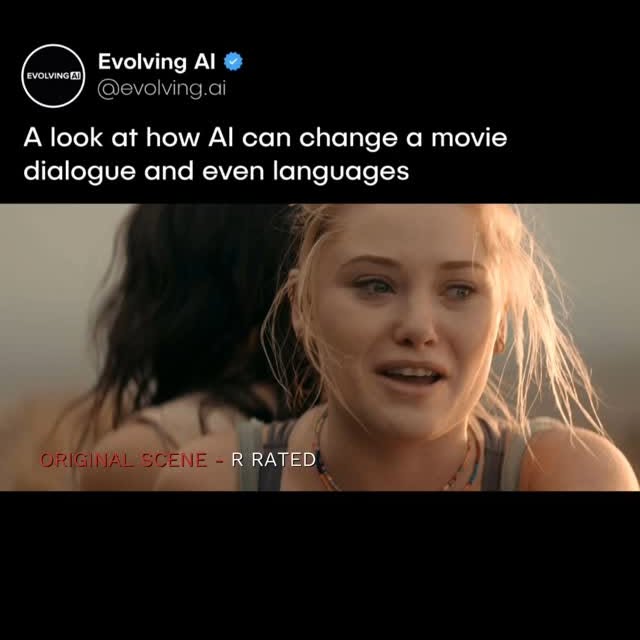 EVOLVING AI
Evolving AI
@evolving.ai
A look at how AI can change a movie
dialogue and even languages
ORIGINAL SCENE - R RATED